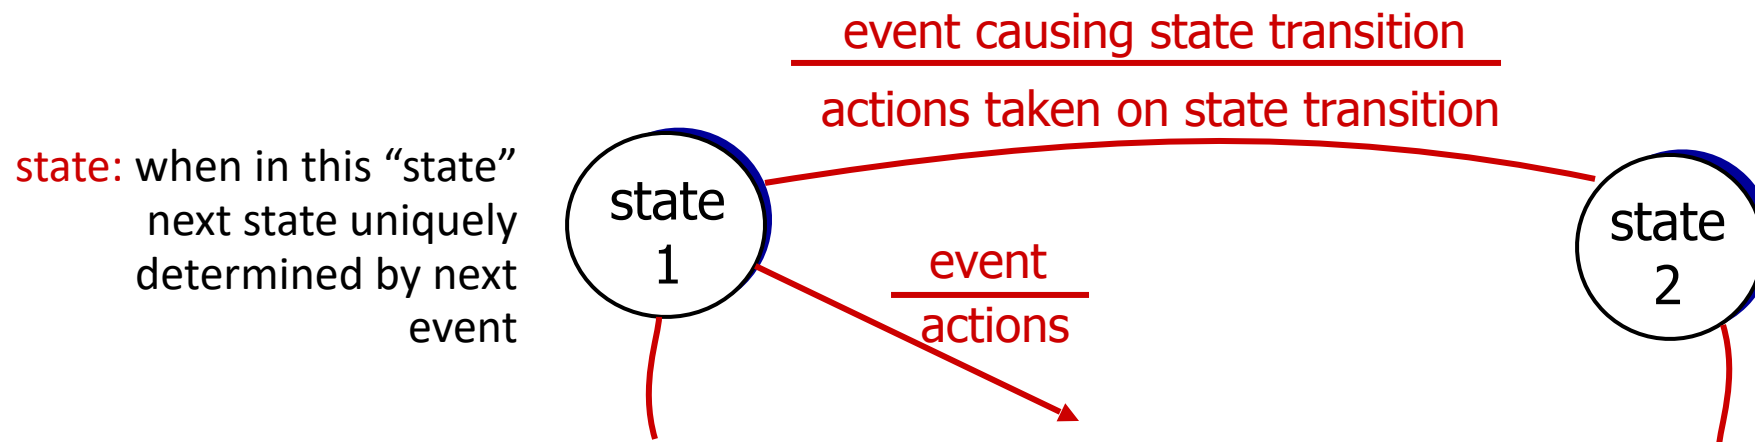 event causing state transition
actions taken on state transition
state: when in this “state”
next state uniquely
determined by next
event
state
1
event
actions
state
2